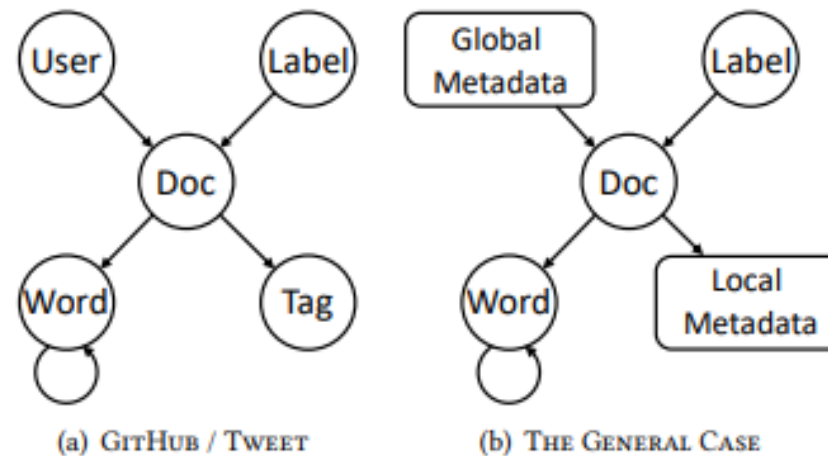 User
Label
Doc
Word
Tag
(a) GITHUB / TWEET
Global
Metadata
Label
Doc
Word
Local
Metadata
(b) THE GENERAL CASE